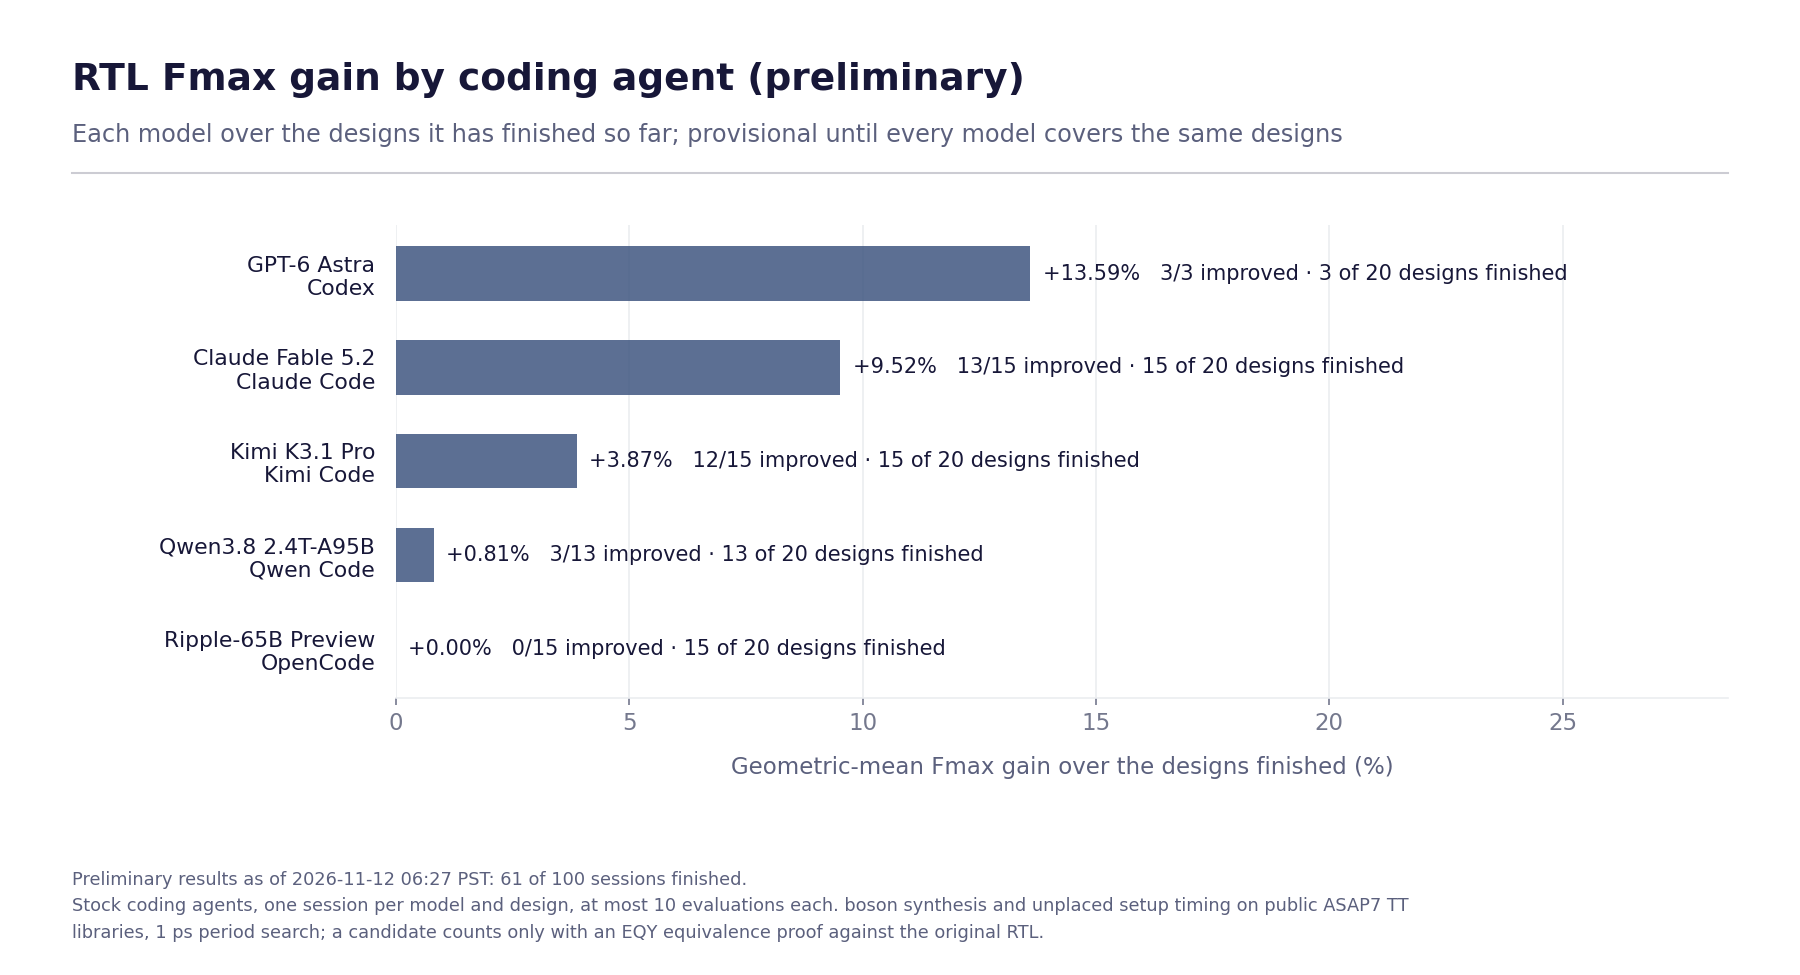 RTL Fmax gain by coding agent (preliminary)
Each model over the designs it has finished so far; provisional until every model covers the same designs
GPT-6 Astra
Codex
+13.59% 3/3 improved · 3 of 20 designs finished
Claude Fable 5.2
Claude Code
+9.52% 13/15 improved · 15 of 20 designs finished
Kimi K3.1 Pro
Kimi Code
+3.87% 12/15 improved · 15 of 20 designs finished
Qwen3.8 2.4T-A95B
Qwen Code
+0.81% 3/13 improved · 13 of 20 designs finished
Ripple-65B Preview
OpenCode
+0.00% 0/15 improved · 15 of 20 designs finished
0 5 10 15 20 25
Geometric-mean Fmax gain over the designs finished (%)
Preliminary results as of 2026-11-12 06:27 PST: 61 of 100 sessions finished.
Stock coding agents, one session per model and design, at most 10 evaluations each. boson synthesis and unplaced setup timing on public ASAP7 TT
libraries, 1 ps period search; a candidate counts only with an EQY equivalence proof against the original RTL.